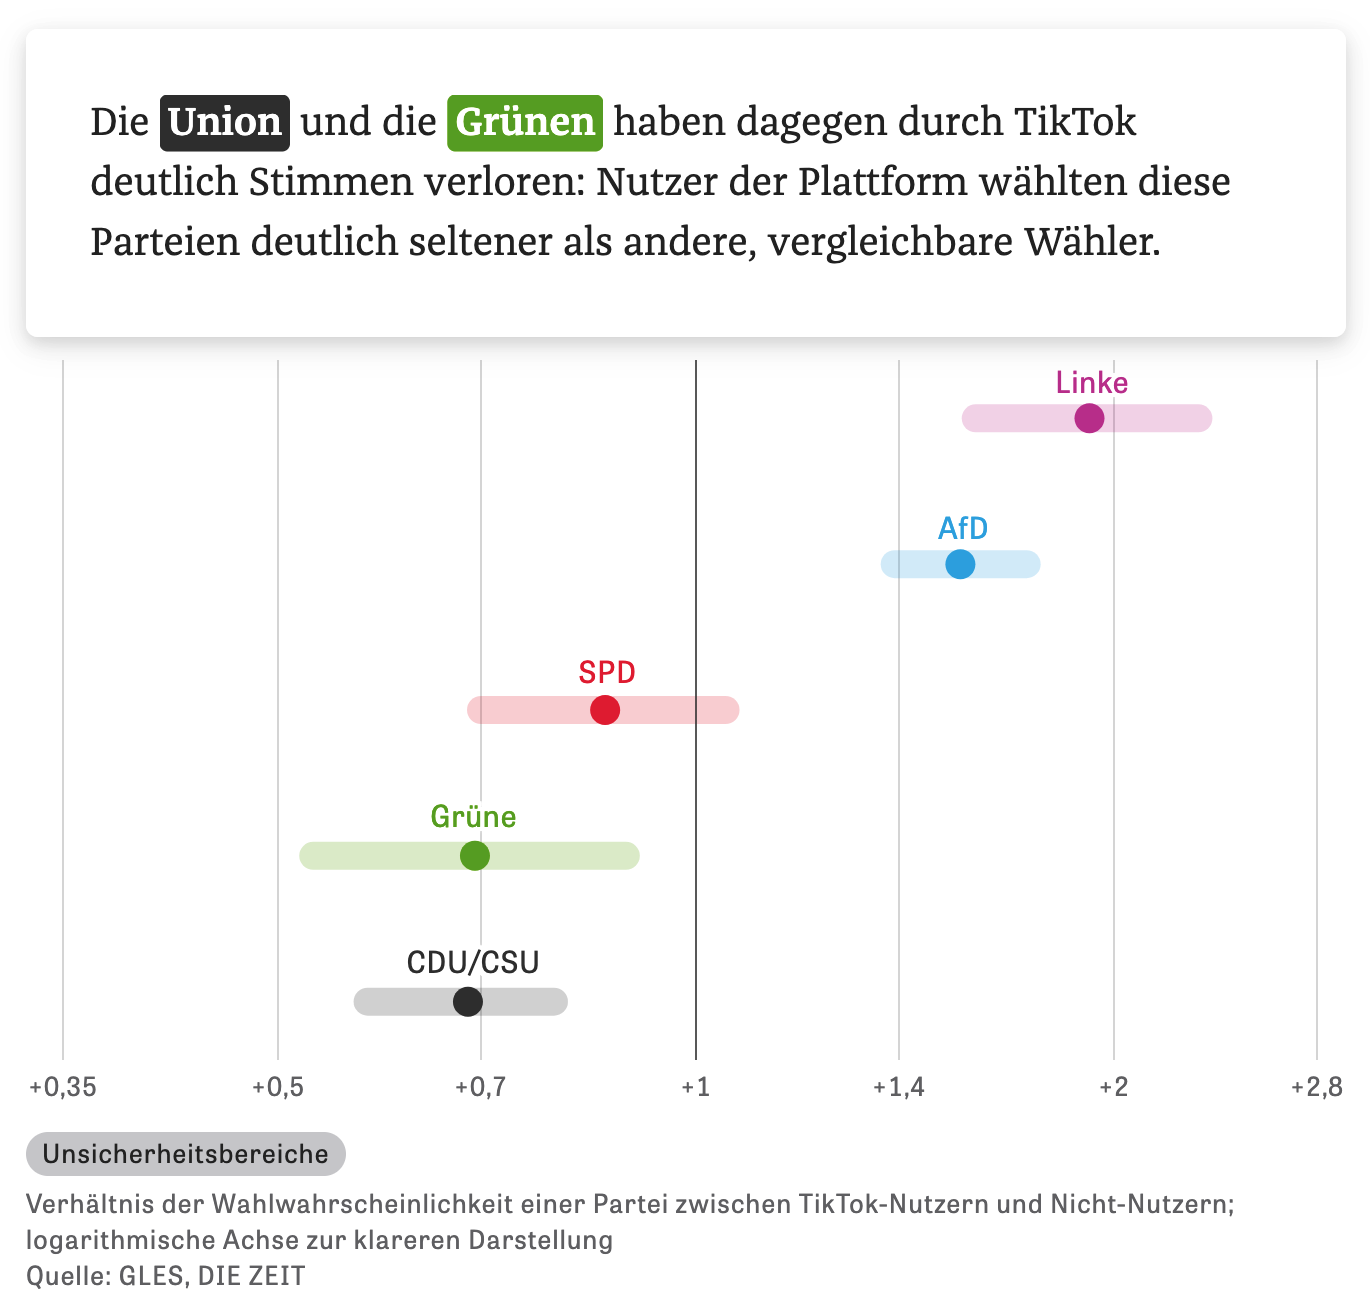 Die Union und die Grünen haben dagegen durch TikTok
deutlich Stimmen verloren: Nutzer der Plattform wählten diese
Parteien deutlich seltener als andere, vergleichbare Wähler.
Linke
AfD
SPD
Grüne
CDU/CSU
+0,35 +0,5 +0,7 +1 +1,4 +2 +2,8
Unsicherheitsbereiche
Verhältnis der Wahlwahrscheinlichkeit einer Partei zwischen TikTok-Nutzern und Nicht-Nutzern;
logarithmische Achse zur klareren Darstellung
Quelle: GLES, DIE ZEIT